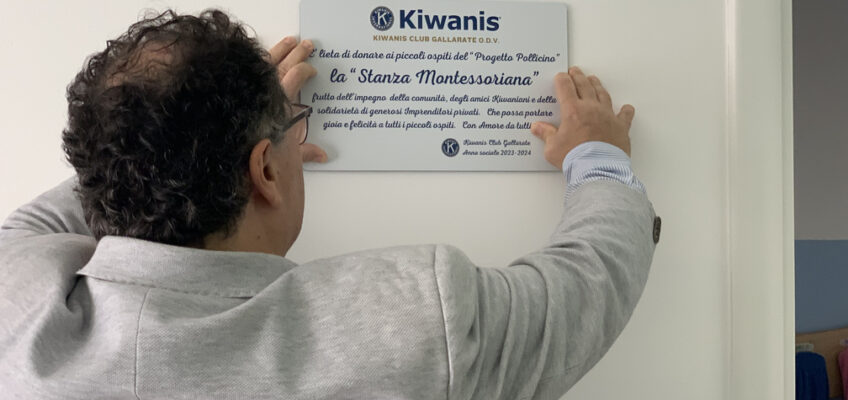 Kiwanis
KIWANIS CLUB GALLARATE O.D.V.
E' lieta di donare ai piccoli ospiti del "Progetto Pollicino"
la "Stanza Montessoriana"
frutto dell'impegno della comunità, degli amici Kiwaniani e della
solidarietà di generosi Imprenditori privati. Che possa portare
gioia e felicità a tutti i piccoli ospiti. Con Amore da tutti
Kiwanis Club Gallarate
Anno sociale 2023-2024